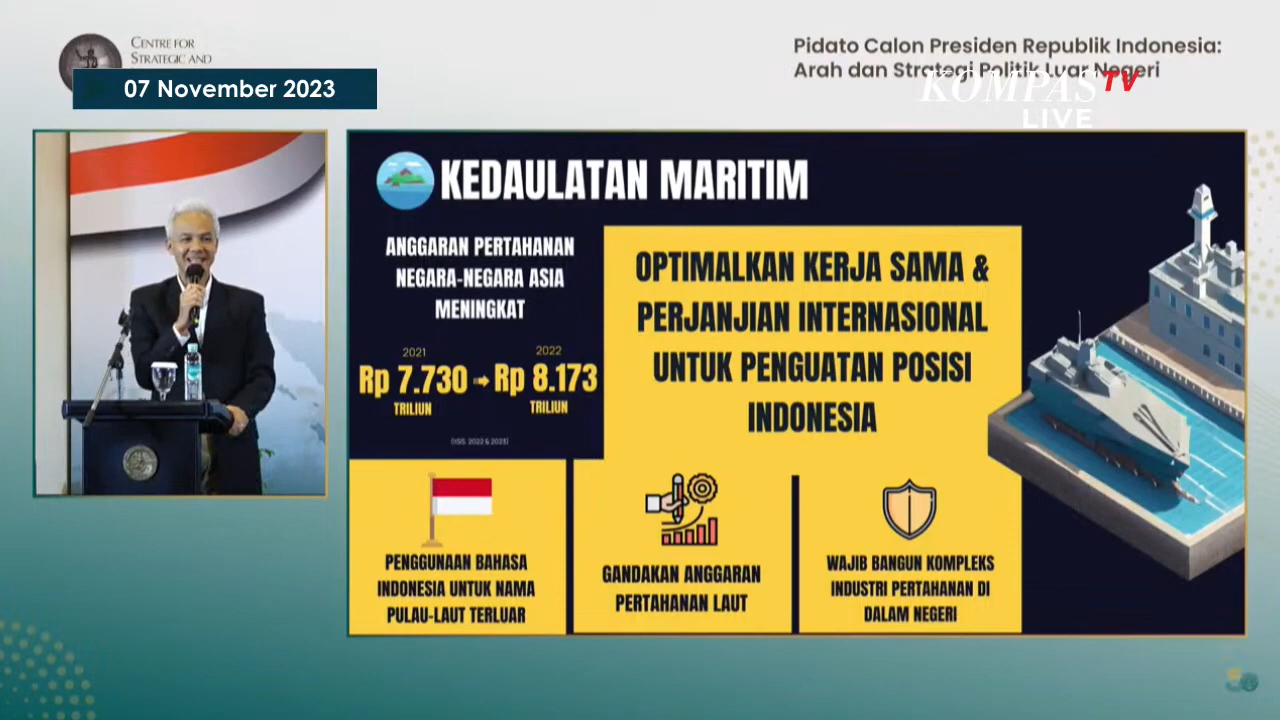 CENTRE FOR
STRATEGIC AND
07 November 2023
Pidato Calon Presiden Republik Indonesia:
Arah dan Strategi Politik Luar Negeri
KOMPAS TV
LIVE
KEDAULATAN MARITIM
ANGGARAN PERTAHANAN
NEGARA-NEGARA ASIA
MENINGKAT
2021
2022
Rp 7.730 → Rp 8.173
TRILIUN
TRILIUN
(IISS, 2022 & 2023)
OPTIMALKAN KERJA SAMA &
PERJANJIAN INTERNASIONAL
UNTUK PENGUATAN POSISI
INDONESIA
PENGGUNAAN BAHASA
INDONESIA UNTUK NAMA
PULAU-LAUT TERLUAR
GANDAKAN ANGGARAN
PERTAHANAN LAUT
WAJIB BANGUN KOMPLEKS
INDUSTRI PERTAHANAN DI
DALAM NEGERI